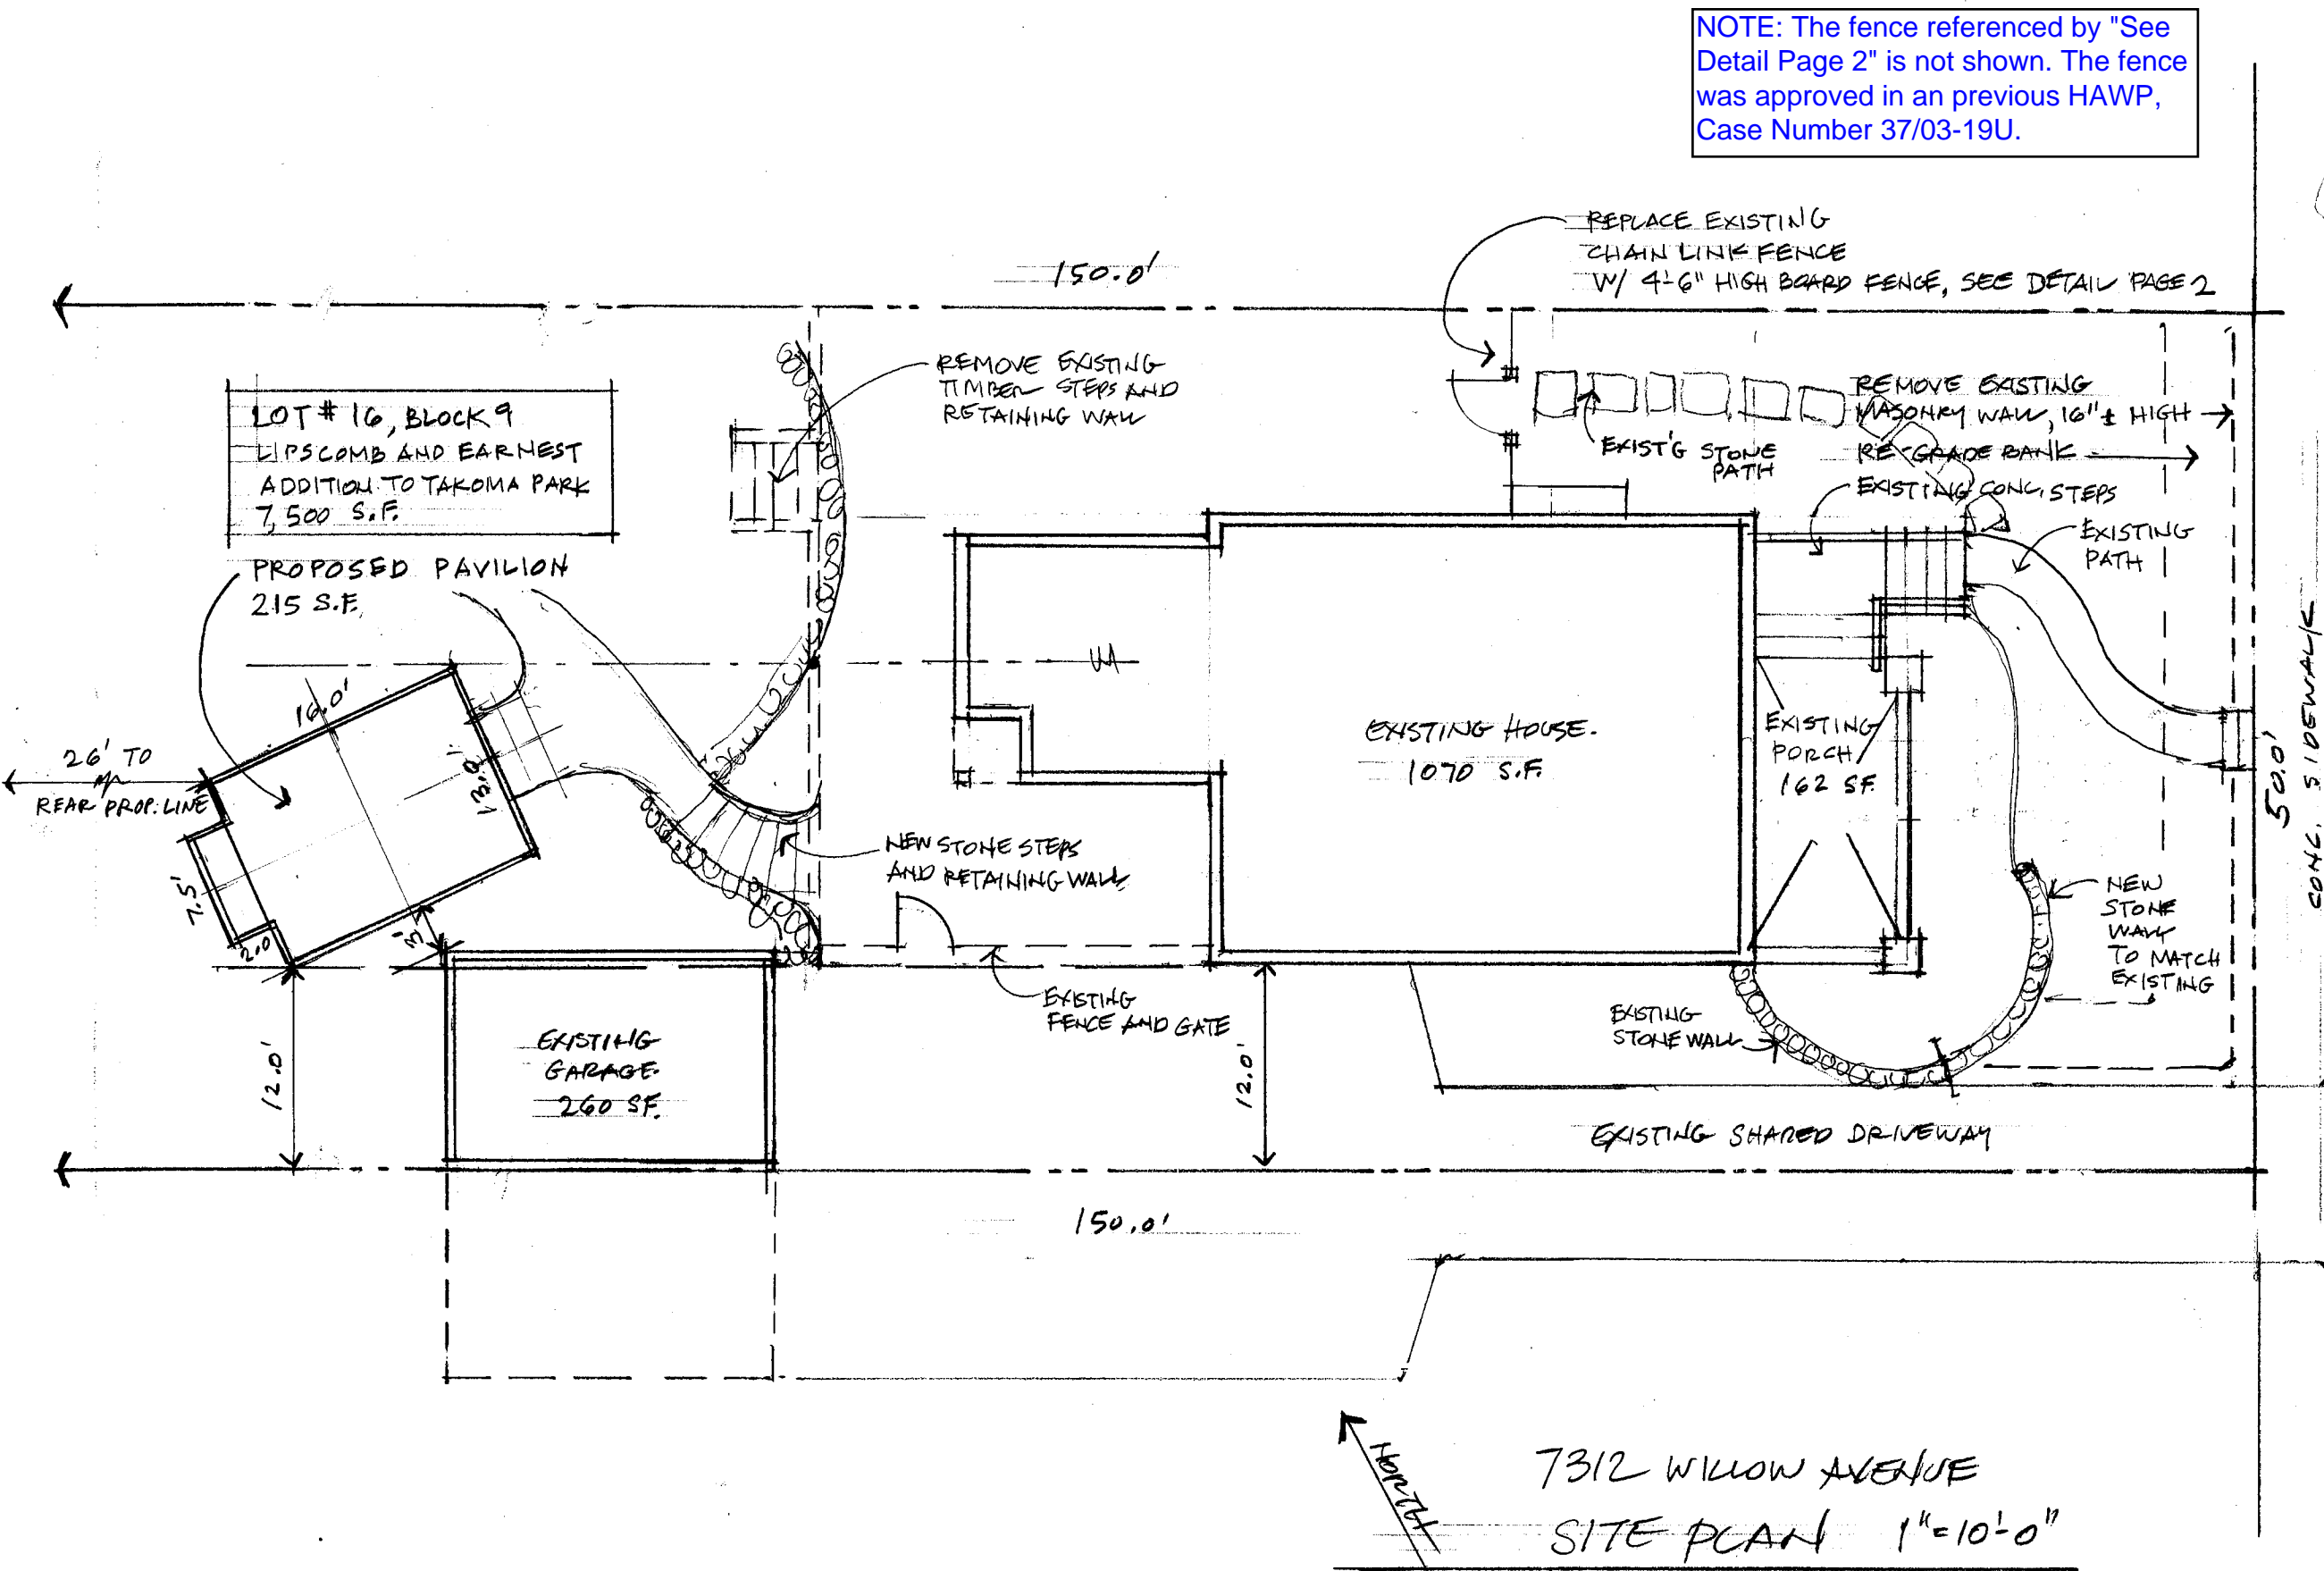 NOTE: The fence referenced by "See
Detail Page 2" is not shown. The fence
was approved in an previous HAWP,
Case Number 37/03-19U.
REPLACE EXISTING
CHAIN LINK FENCE
W/ 4'-6" HIGH BOARD FENCE, SEE DETAIL PAGE 2
150.0'
REMOVE EXISTING
TIMBER STEPS AND
RETAINING WALL
LOT # 16, BLOCK 9
LIPSCOMB AND EARNEST
ADDITION TO TAKOMA PARK
7,500 S.F.
REMOVE EXISTING
MASONRY WALL, 16"± HIGH
RE-GRADE BANK
EXIST'G STONE
PATH
EXISTING CONC. STEPS
EXISTING
PATH
PROPOSED PAVILION
215 S.F.
16.0'
13.0'
26' TO
REAR PROP. LINE
7.5'
2.0
3'
EXISTING HOUSE.
1070 S.F.
EXISTING
PORCH
162 SF.
50.0'
CONC. SIDEWALK
NEW STONE STEPS
AND RETAINING WALL
NEW
STONE
WALL
TO MATCH
EXISTING
EXISTING
FENCE AND GATE
EXISTING
STONE WALL
EXISTING
GARAGE
260 SF.
12.0'
12.0'
EXISTING SHARED DRIVEWAY
150.0'
NORTH
7312 WILLOW AVENUE
SITE PLAN 1"=10'-0"